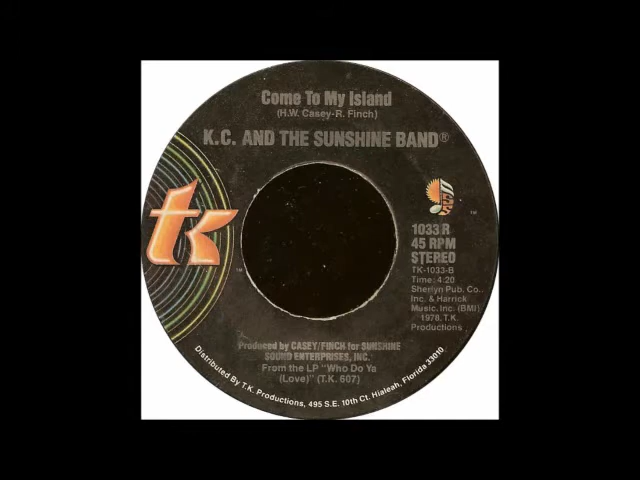 Come To My Island
(H.W. Casey-R. Finch)
K.C. AND THE SUNSHINE BAND®
tk
™
™
1033 R
45 RPM
STEREO
TK-1033-B
Time: 4:20
Sherlyn Pub. Co.,
Inc. & Harrick
Music, Inc. (BMI)
1978, T.K.
Productions
Produced by CASEY/FINCH for SUNSHINE
SOUND ENTERPRISES, INC.
From the LP "Who Do Ya
(Love)" (T.K. 607)
Distributed By T.K. Productions, 495 S.E. 10th Ct. Hialeah, Florida 33010